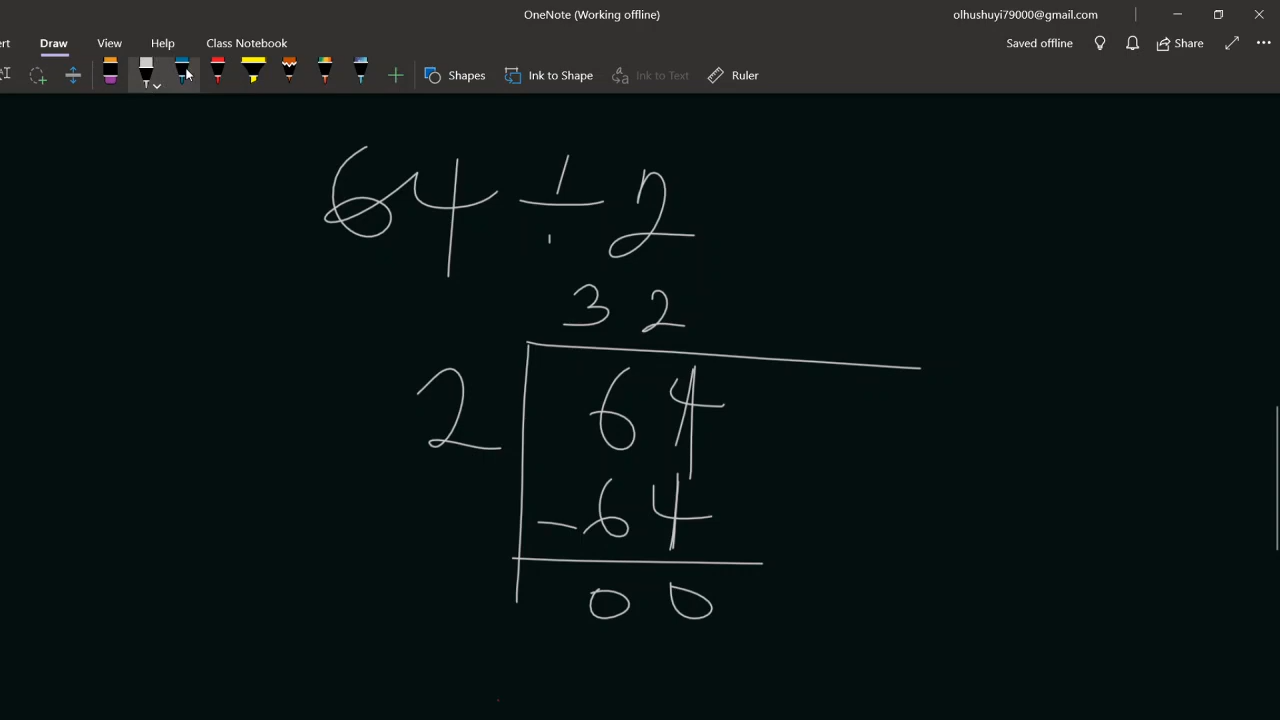 OneNote (Working offline) olhushuyi79000@gmail.com
ert Draw View Help Class Notebook Saved offline Share
Shapes Ink to Shape Ink to Text Ruler
64 ÷ 2
32
2 64
-64
00